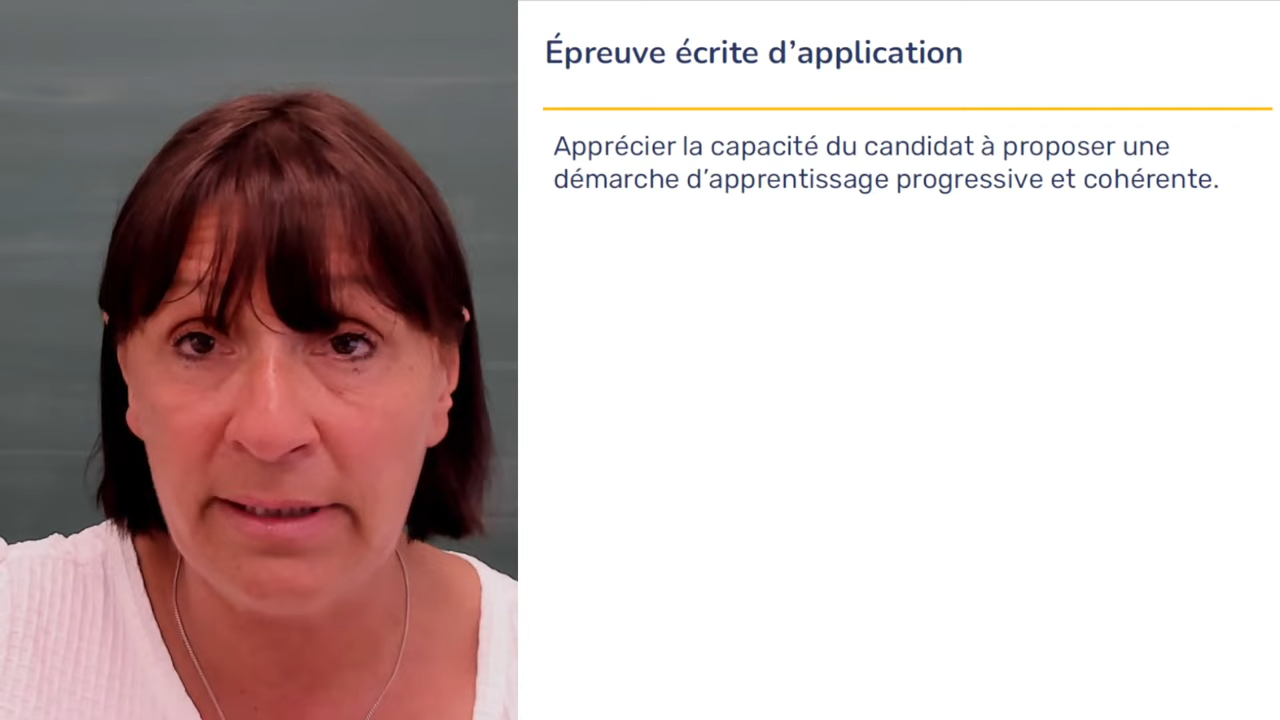 Épreuve écrite d’application
Apprécier la capacité du candidat à proposer une
démarche d’apprentissage progressive et cohérente.